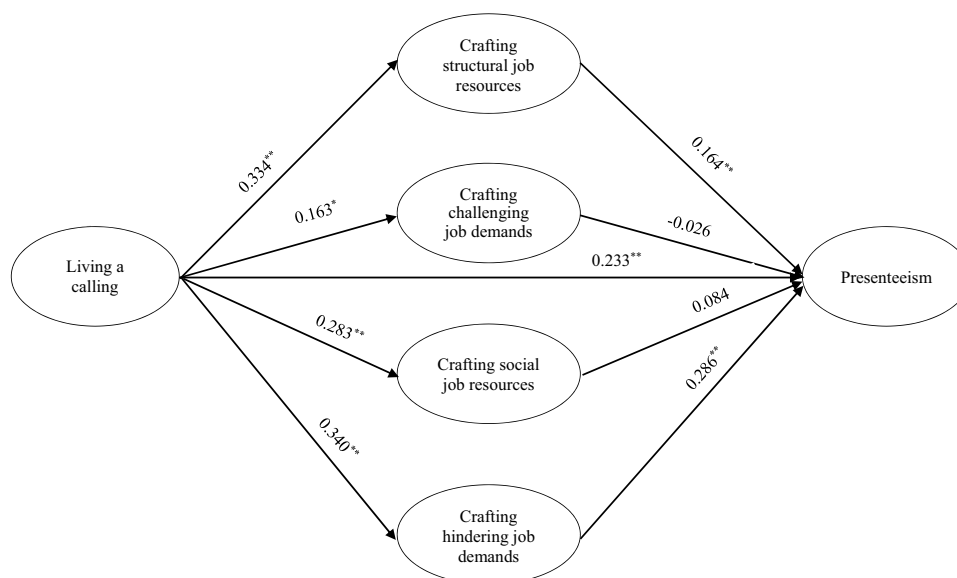 Crafting
structural job
resources
0.334**
0.164**
Crafting
challenging
job demands
0.163*
-0.026
Living a
calling
0.233**
Presenteeism
0.283**
0.084
Crafting social
job resources
0.286**
0.340**
Crafting
hindering job
demands